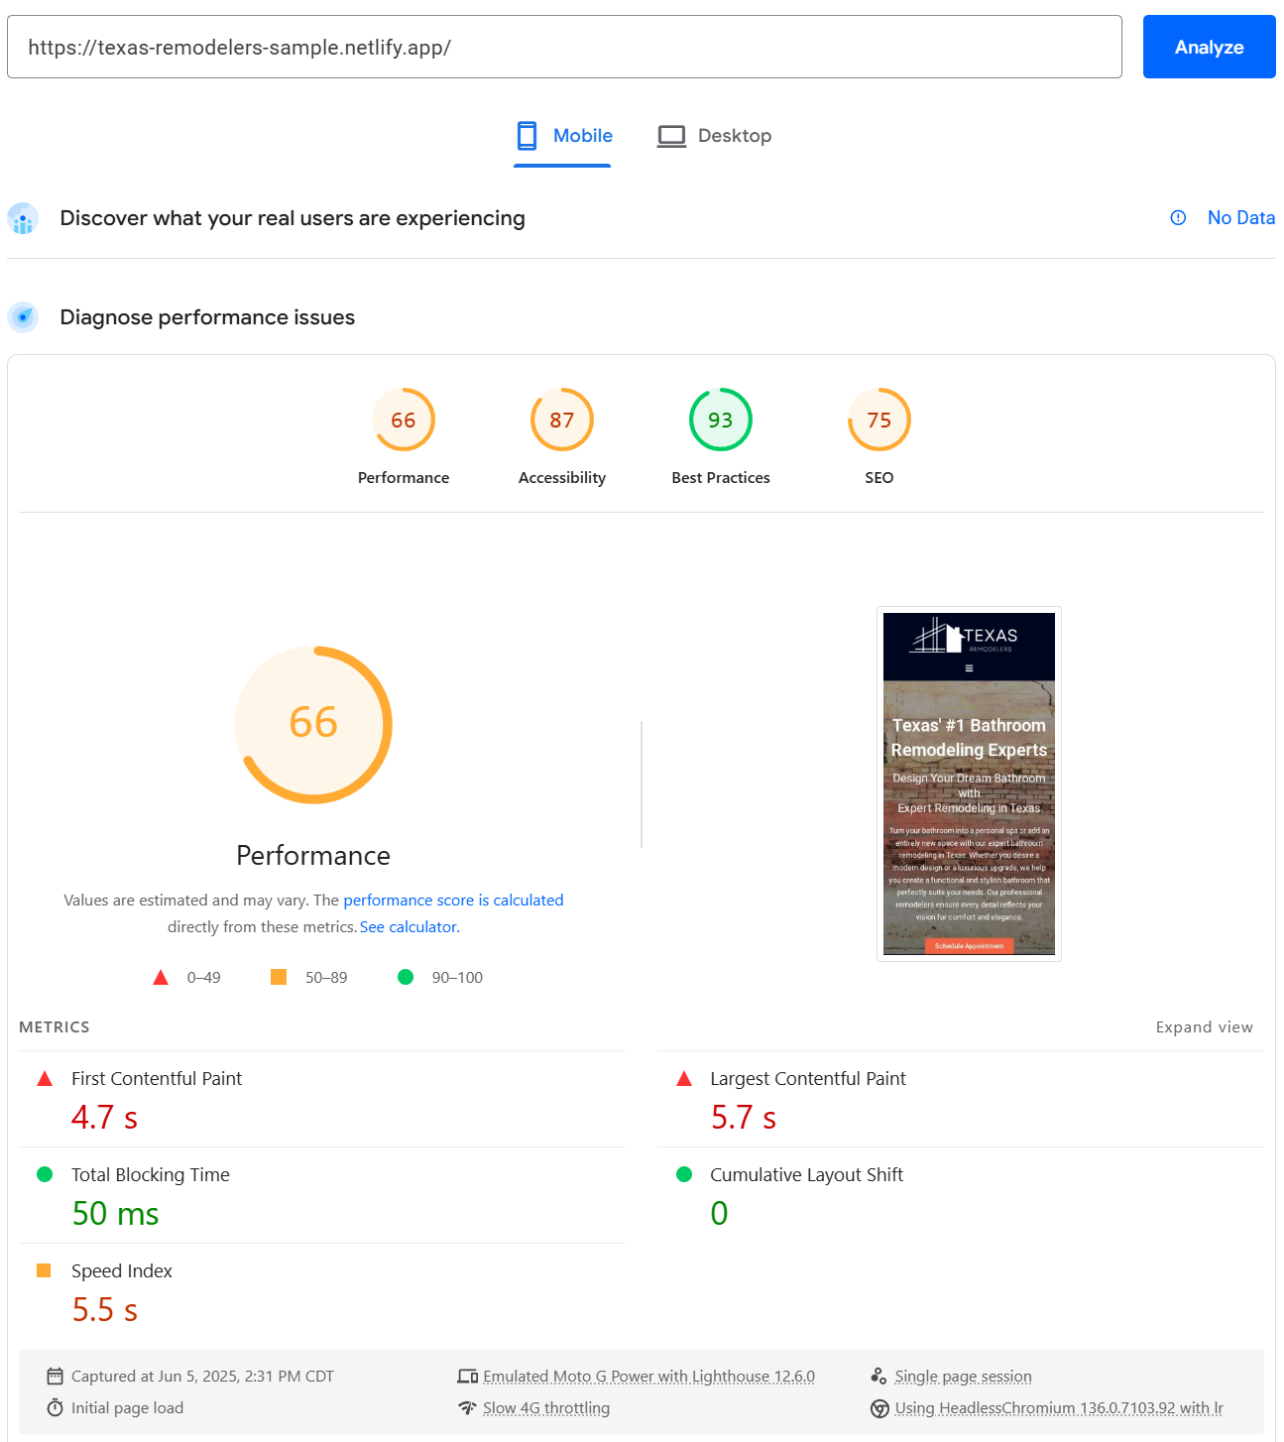 https://texas-remodelers-sample.netlify.app/
Analyze
Mobile
Desktop
Discover what your real users are experiencing
No Data
Diagnose performance issues
66
87
93
75
Performance
Accessibility
Best Practices
SEO
66
Performance
Values are estimated and may vary. The performance score is calculated
directly from these metrics. See calculator.
0–49
50–89
90–100
TEXAS
REMODELERS
Texas' #1 Bathroom
Remodeling Experts
Design Your Dream Bathroom
with
Expert Remodeling in Texas
Turn your bathroom into a personal spa or add an
entirely new space with our expert bathroom
remodeling in Texas. Whether you desire a
modern design or a luxurious upgrade, we help
you create a functional and stylish bathroom that
perfectly suits your needs. Our professional
remodelers ensure every detail reflects your
vision for comfort and elegance.
Schedule Appointment
METRICS
Expand view
First Contentful Paint
4.7 s
Largest Contentful Paint
5.7 s
Total Blocking Time
50 ms
Cumulative Layout Shift
0
Speed Index
5.5 s
Captured at Jun 5, 2025, 2:31 PM CDT
Emulated Moto G Power with Lighthouse 12.6.0
Single page session
Initial page load
Slow 4G throttling
Using HeadlessChromium 136.0.7103.92 with lr